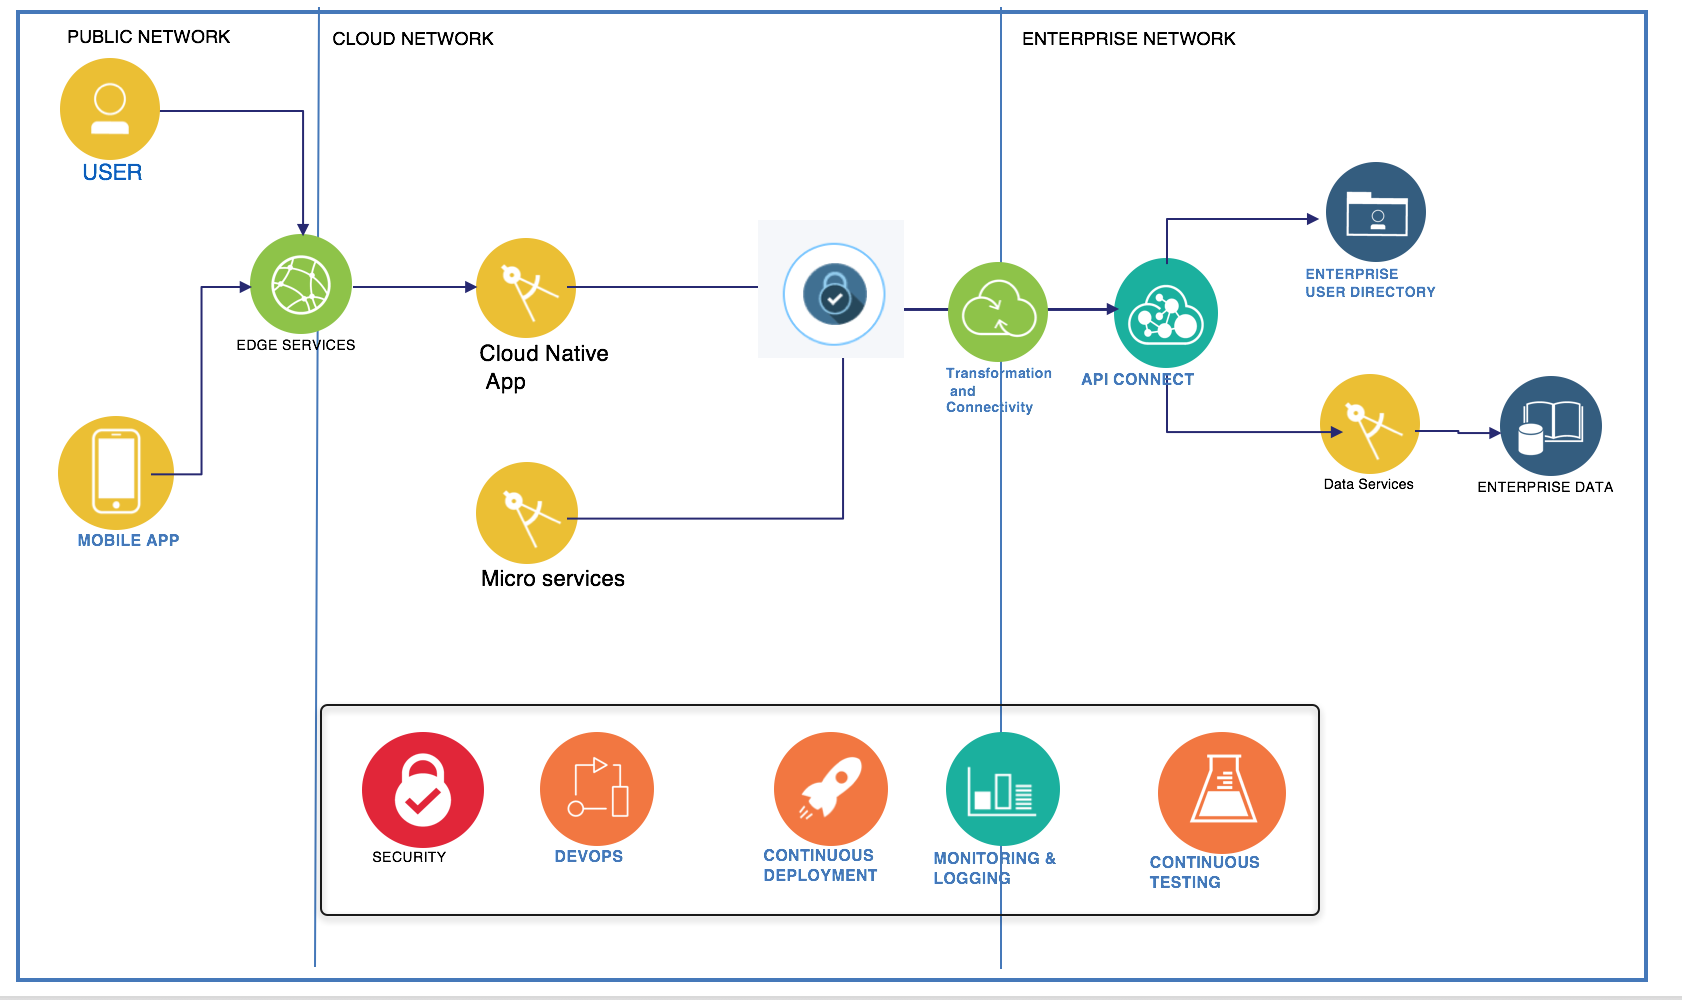 PUBLIC NETWORK
CLOUD NETWORK
ENTERPRISE NETWORK
USER
EDGE SERVICES
MOBILE APP
Cloud Native
App
Micro services
Transformation
and
Connectivity
API CONNECT
ENTERPRISE
USER DIRECTORY
Data Services
ENTERPRISE DATA
SECURITY
DEVOPS
CONTINUOUS
DEPLOYMENT
MONITORING &
LOGGING
CONTINUOUS
TESTING